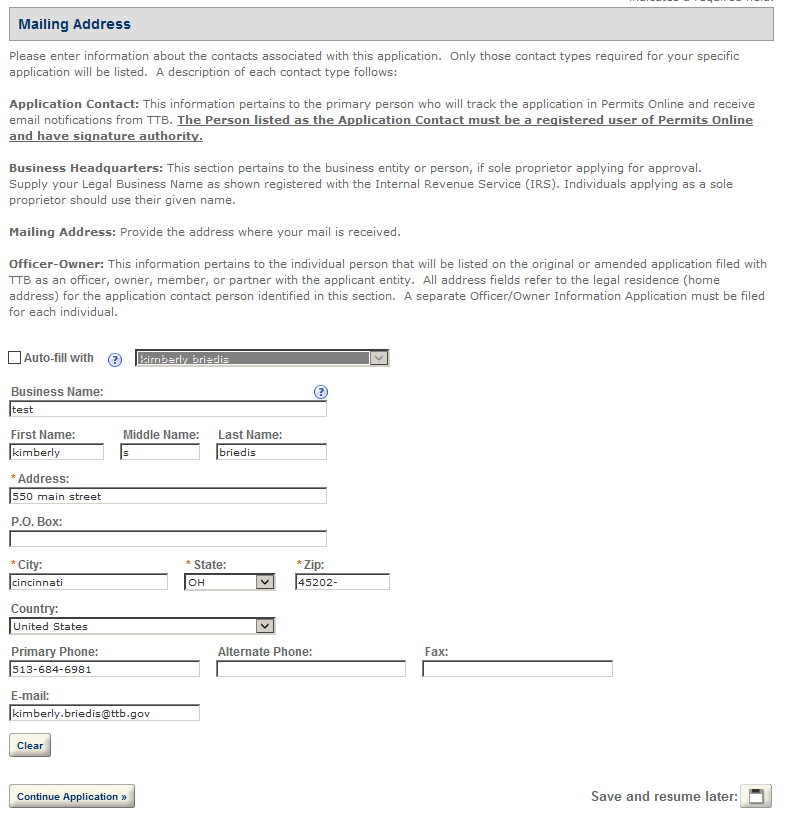 Mailing Address
Please enter information about the contacts associated with this application.  Only those contact types required for your specific
application will be listed.  A description of each contact type follows:
Application Contact: This information pertains to the primary person who will track the application in Permits Online and receive
email notifications from TTB. The Person listed as the Application Contact must be a registered user of Permits Online
and have signature authority.
Business Headquarters: This section pertains to the business entity or person, if sole proprietor applying for approval.
Supply your Legal Business Name as shown registered with the Internal Revenue Service (IRS). Individuals applying as a sole
proprietor should use their given name.
Mailing Address: Provide the address where your mail is received.
Officer-Owner: This information pertains to the individual person that will be listed on the original or amended application filed with
TTB as an officer, owner, member, or partner with the applicant entity.  All address fields refer to the legal residence (home
address) for the application contact person identified in this section.  A separate Officer/Owner Information Application must be filed
for each individual.
Auto-fill with ? kimberly briedis
Business Name: ?
test
First Name: Middle Name: Last Name:
kimberly s briedis
* Address:
550 main street
P.O. Box:
* City: * State: * Zip:
cincinnati OH 45202-
Country:
United States
Primary Phone: Alternate Phone: Fax:
513-684-6981
E-mail:
kimberly.briedis@ttb.gov
Clear
Continue Application » Save and resume later: